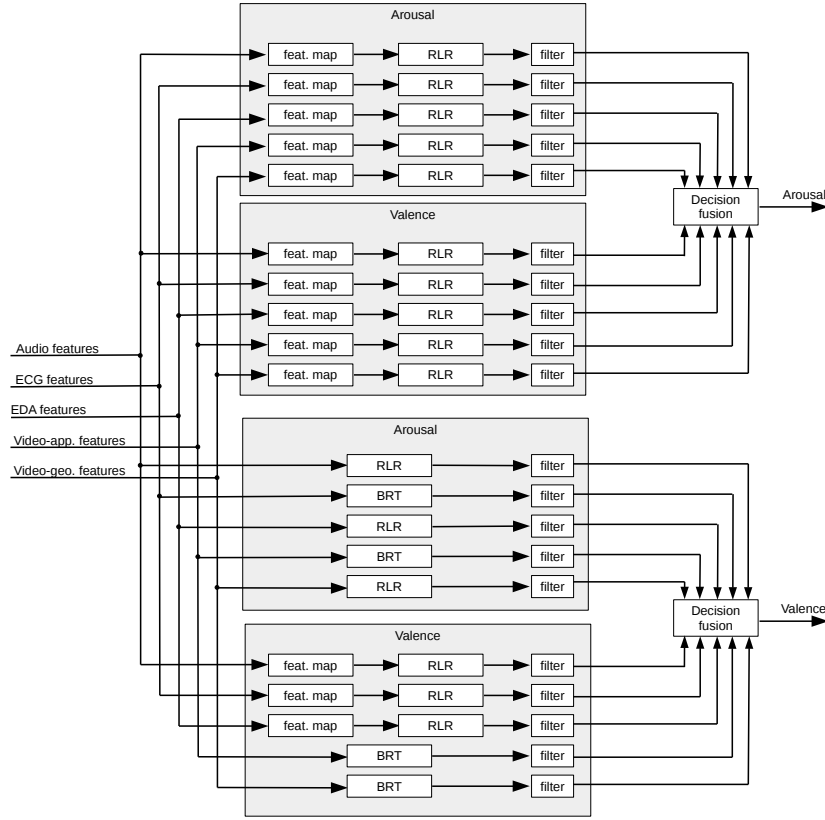 Arousal
feat. map RLR filter
feat. map RLR filter
feat. map RLR filter
feat. map RLR filter
feat. map RLR filter
Decision
fusion
Arousal
Valence
feat. map RLR filter
feat. map RLR filter
feat. map RLR filter
feat. map RLR filter
feat. map RLR filter
Audio features
ECG features
EDA features
Video-app. features
Video-geo. features
Arousal
RLR filter
BRT filter
RLR filter
BRT filter
RLR filter
Decision
fusion
Valence
Valence
feat. map RLR filter
feat. map RLR filter
feat. map RLR filter
BRT filter
BRT filter